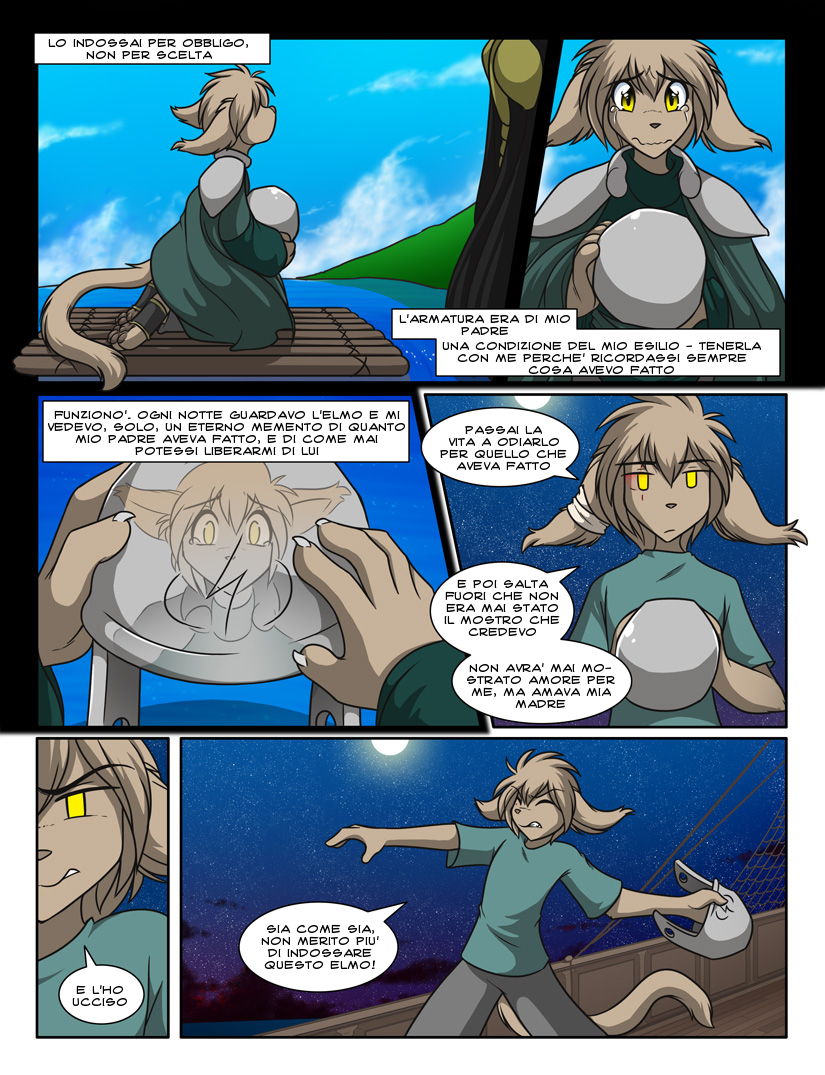 LO INDOSSAI PER OBBLIGO,
NON PER SCELTA
L'ARMATURA ERA DI MIO
PADRE
UNA CONDIZIONE DEL MIO ESILIO - TENERLA
CON ME PERCHE' RICORDASSI SEMPRE
COSA AVEVO FATTO
FUNZIONO'. OGNI NOTTE GUARDAVO L'ELMO E MI
VEDEVO, SOLO, UN ETERNO MEMENTO DI QUANTO
MIO PADRE AVEVA FATTO, E DI COME MAI
POTESSI LIBERARMI DI LUI
PASSAI LA
VITA A ODIARLO
PER QUELLO CHE
AVEVA FATTO
E POI SALTA
FUORI CHE NON
ERA MAI STATO
IL MOSTRO CHE
CREDEVO
NON AVRA' MAI MO-
STRATO AMORE PER
ME, MA AMAVA MIA
MADRE
E L'HO
UCCISO
SIA COME SIA,
NON MERITO PIU'
DI INDOSSARE
QUESTO ELMO!